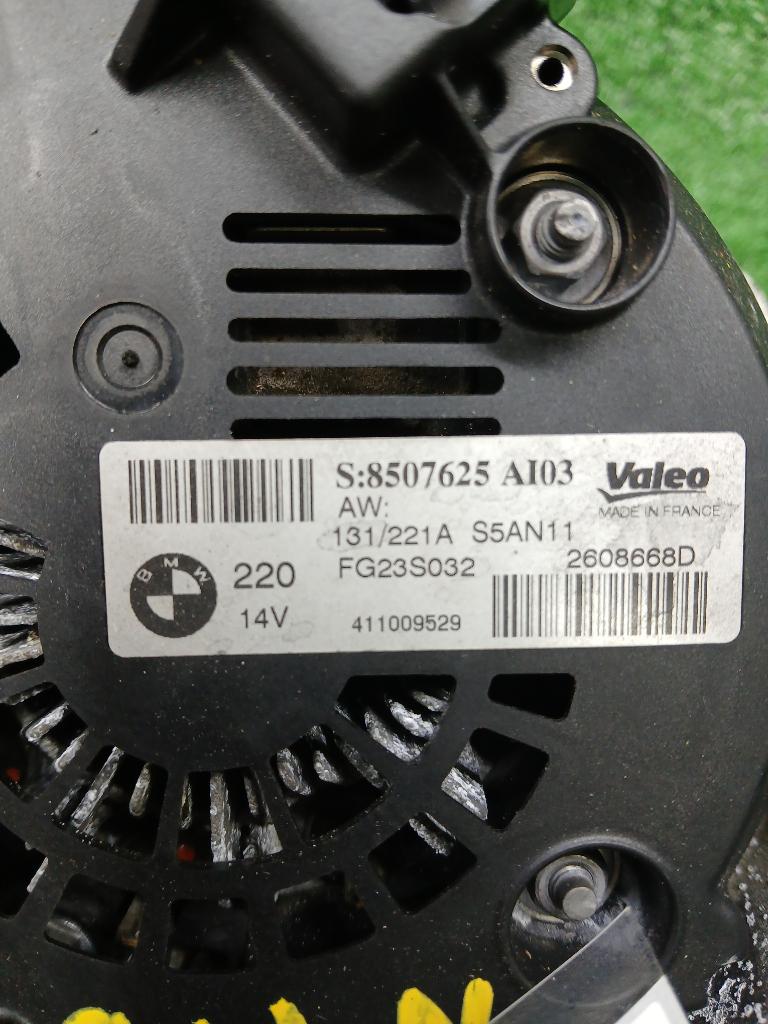 S:8507625 AI03
Valeo
MADE IN FRANCE
AW:
131/221A S5AN11
BMW
220
FG23S032
2608668D
14V
411009529